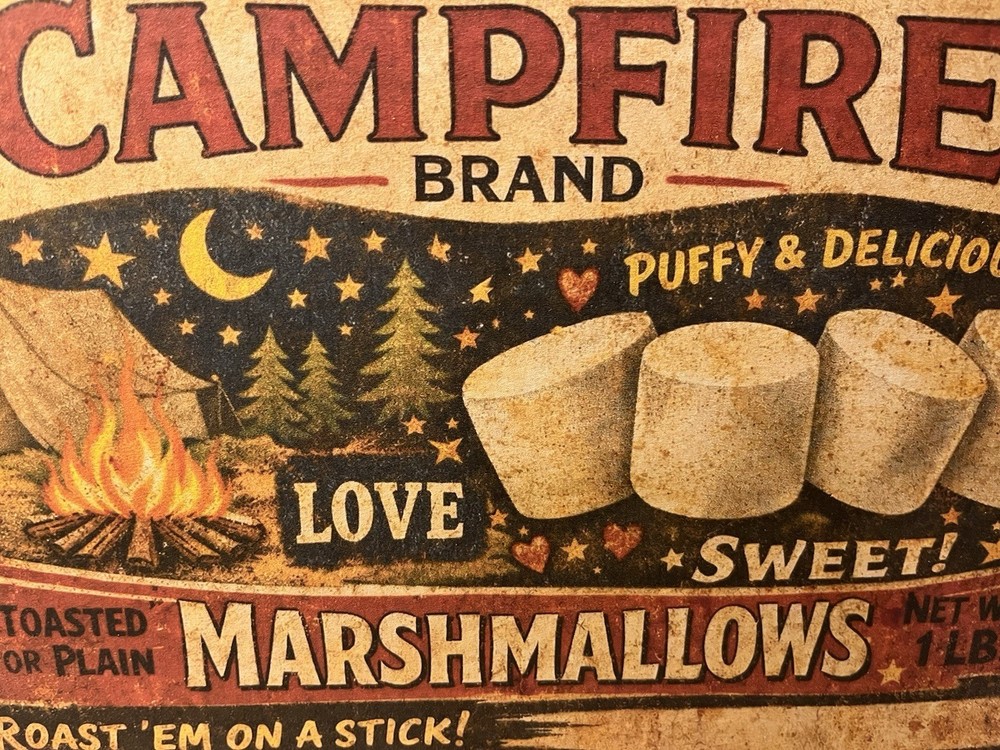 CAMPFIRE
BRAND
PUFFY & DELICIOU
LOVE
SWEET!
"TOASTED"
OR PLAIN
MARSHMALLOWS
NET W
1 LB
ROAST 'EM ON A STICK!